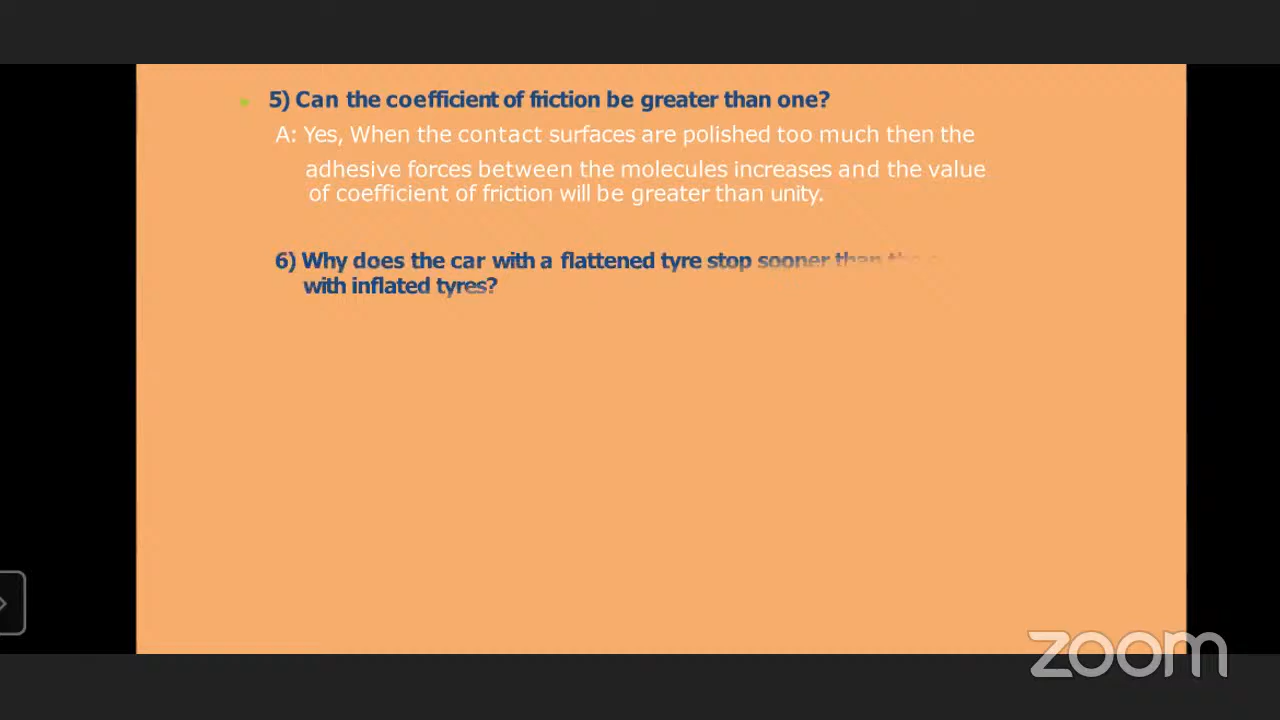 5) Can the coefficient of friction be greater than one?
A: Yes, When the contact surfaces are polished too much then the
adhesive forces between the molecules increases and the value
of coefficient of friction will be greater than unity.
6) Why does the car with a flattened tyre stop sooner than the
with inflated tyres?
zoom